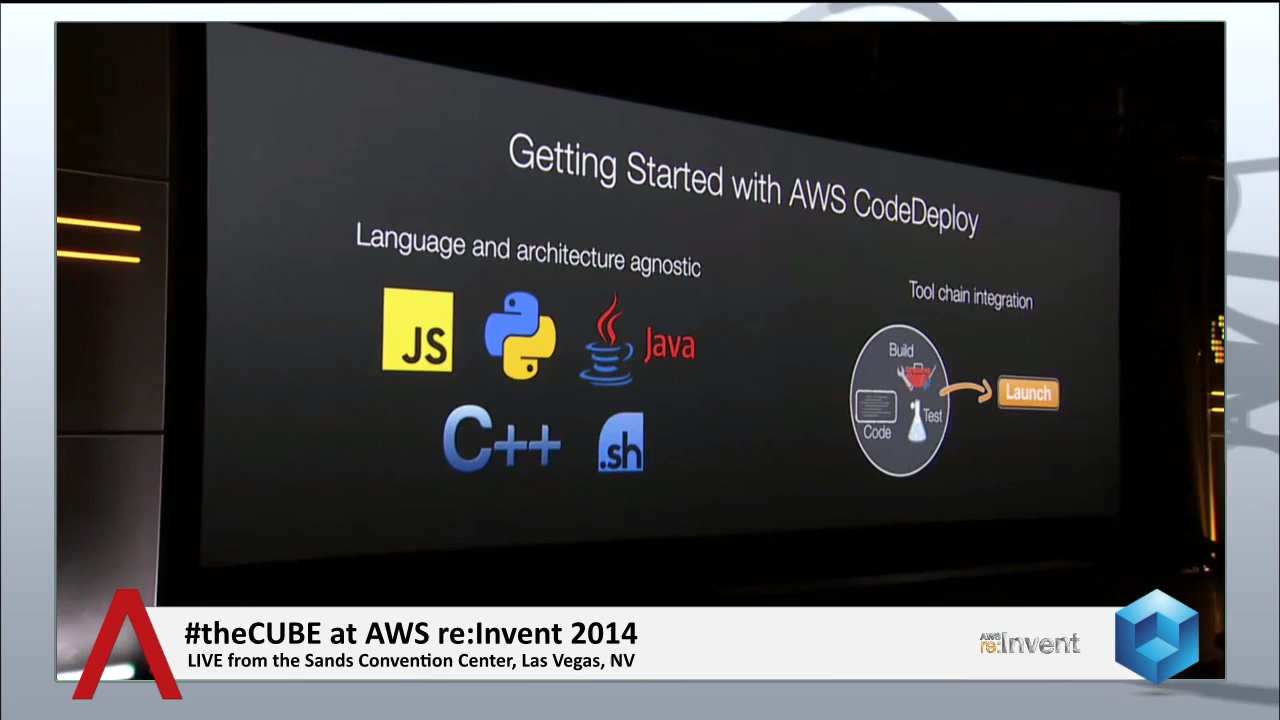 Getting Started with AWS CodeDeploy
Language and architecture agnostic
JS
Java
C++
.sh
Tool chain integration
Build
Test
Code
Launch
#theCUBE at AWS re:Invent 2014
LIVE from the Sands Convention Center, Las Vegas, NV
AWS
re:Invent